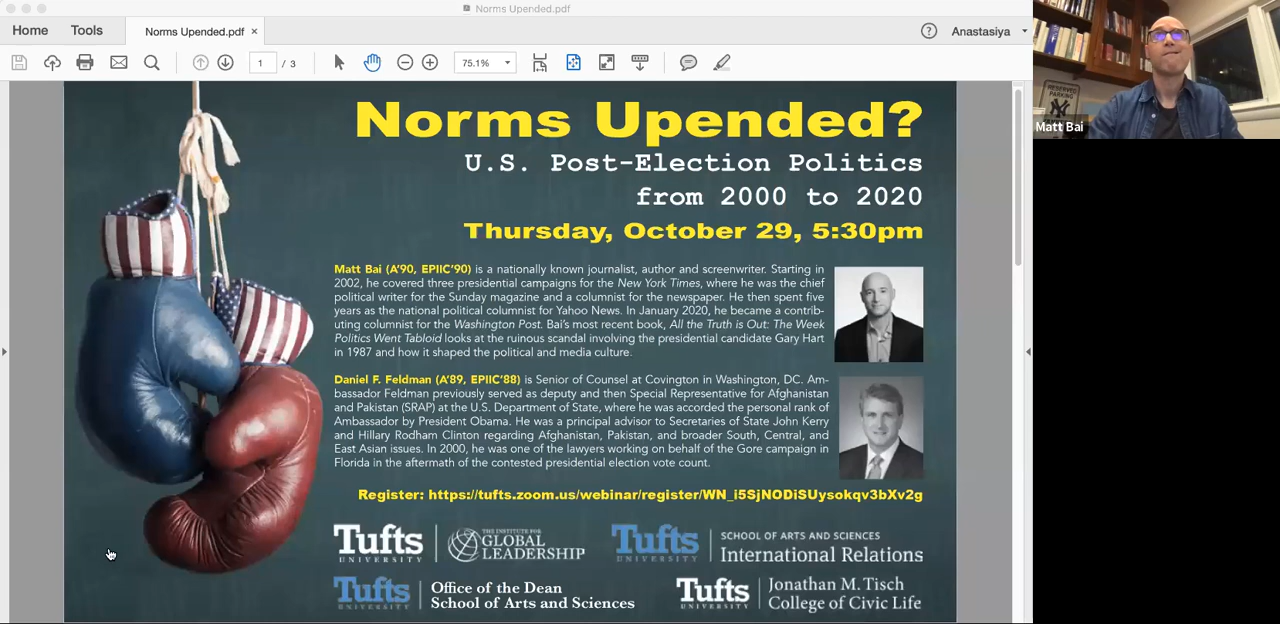 Norms Upended.pdf
Home
Tools
Norms Upended.pdf ×
Anastasiya
1 / 3
75.1%
Norms Upended?
U.S. Post-Election Politics
from 2000 to 2020
Thursday, October 29, 5:30pm
Matt Bai (A'90, EPIIC'90) is a nationally known journalist, author and screenwriter. Starting in
2002, he covered three presidential campaigns for the New York Times, where he was the chief
political writer for the Sunday magazine and a columnist for the newspaper. He then spent five
years as the national political columnist for Yahoo News. In January 2020, he became a contrib-
uting columnist for the Washington Post. Bai's most recent book, All the Truth is Out: The Week
Politics Went Tabloid looks at the ruinous scandal involving the presidential candidate Gary Hart
in 1987 and how it shaped the political and media culture.
Daniel F. Feldman (A'89, EPIIC'88) is Senior of Counsel at Covington in Washington, DC. Am-
bassador Feldman previously served as deputy and then Special Representative for Afghanistan
and Pakistan (SRAP) at the U.S. Department of State, where he was accorded the personal rank of
Ambassador by President Obama. He was a principal advisor to Secretaries of State John Kerry
and Hillary Rodham Clinton regarding Afghanistan, Pakistan, and broader South, Central, and
East Asian issues. In 2000, he was one of the lawyers working on behalf of the Gore campaign in
Florida in the aftermath of the contested presidential election vote count.
Register: https://tufts.zoom.us/webinar/register/WN_i5SjNODiSUysokqv3bXv2g
Tufts
UNIVERSITY
THE INSTITUTE FOR
GLOBAL
LEADERSHIP
Tufts
UNIVERSITY
SCHOOL OF ARTS AND SCIENCES
International Relations
Tufts
UNIVERSITY
Office of the Dean
School of Arts and Sciences
Tufts
UNIVERSITY
Jonathan M. Tisch
College of Civic Life
RESERVED
PARKING
Matt Bai